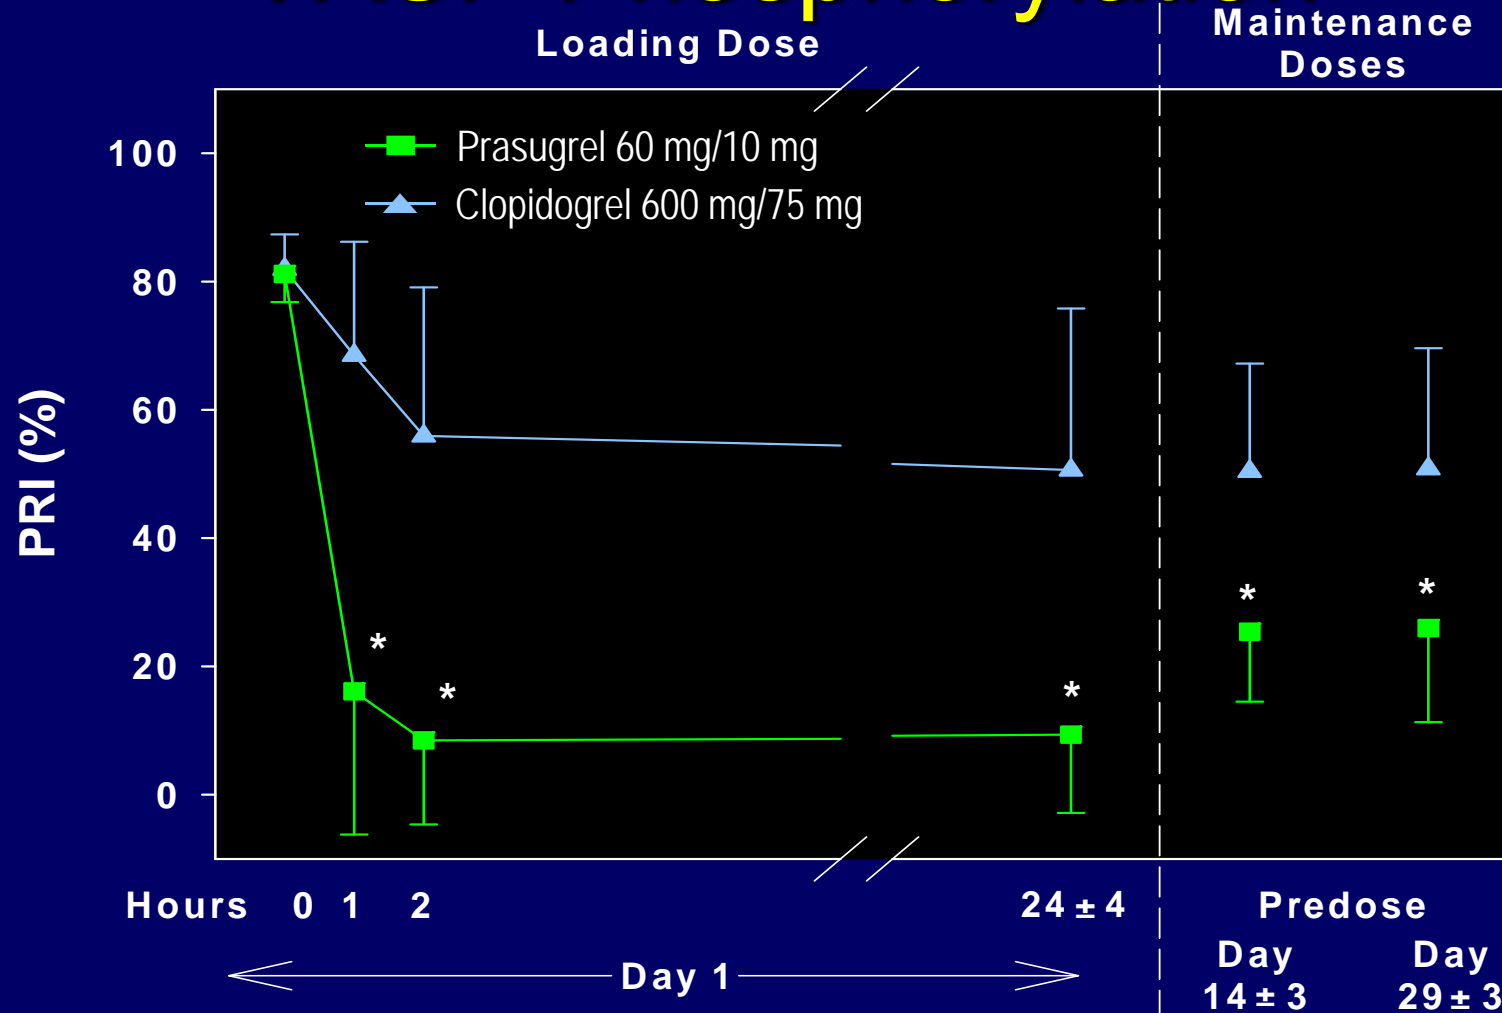 Loading Dose
Maintenance
Doses
Prasugrel 60 mg/10 mg
Clopidogrel 600 mg/75 mg
100
80
60
40
20
0
PRI (%)
*
*
*
*
*
Hours 0 1 2 24 ± 4 Predose
Day 1
Day
14 ± 3
Day
29 ± 3